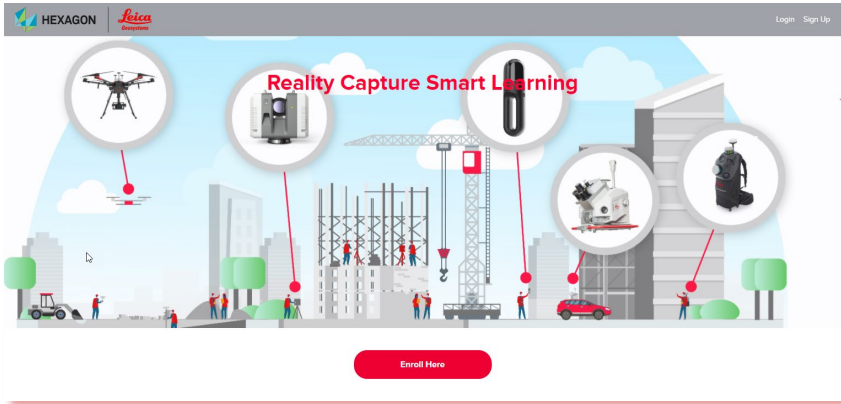 HEXAGON
Leica
Geosystems
Login Sign Up
Reality Capture Smart Learning
Enroll Here